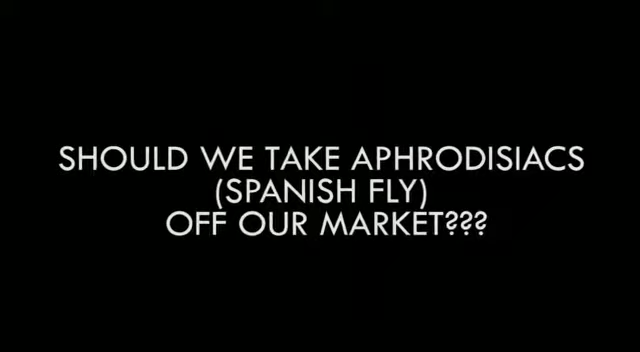 SHOULD WE TAKE APHRODISIACS
(SPANISH FLY)
OFF OUR MARKET???